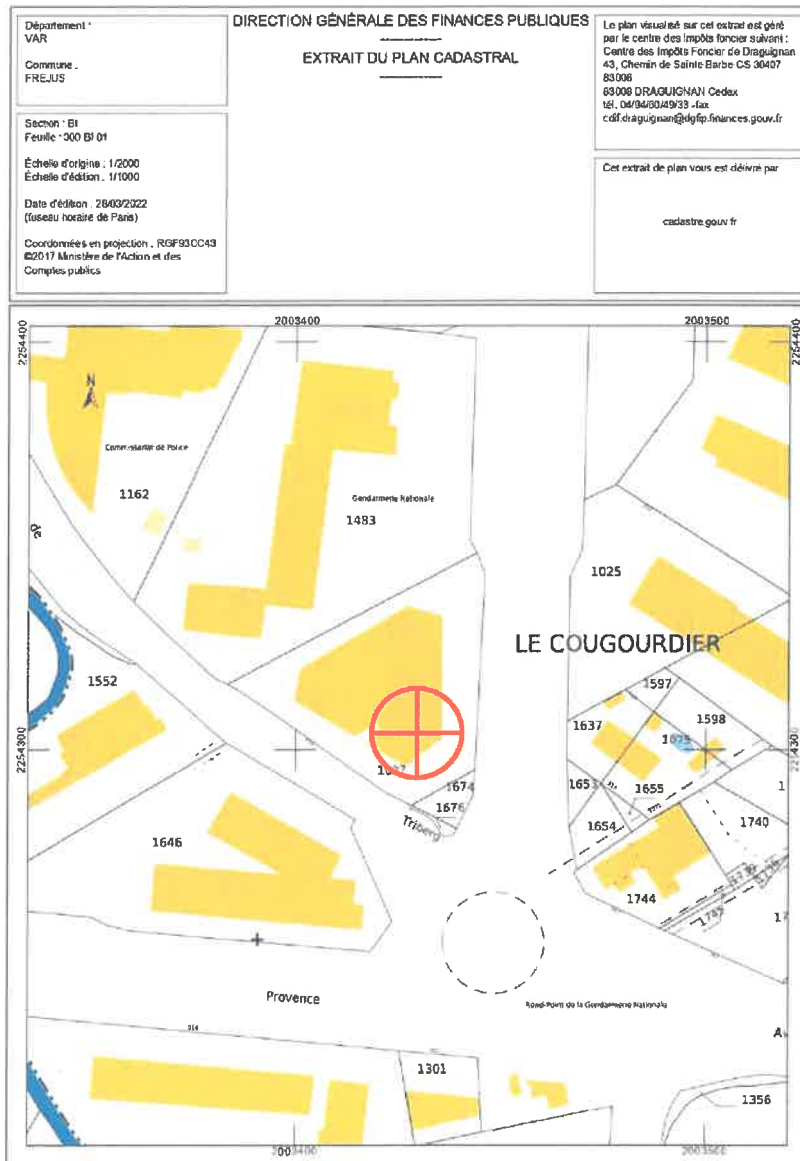 Département :
VAR
Commune :
FREJUS
Section : BI
Feuille : 000 BI 01
Échelle d'origine : 1/2000
Échelle d'édition : 1/1000
Date d'édition : 28/03/2022
(fuseau horaire de Paris)
Coordonnées en projection : RGF93CC43
©2017 Ministère de l'Action et des
Comptes publics
DIRECTION GÉNÉRALE DES FINANCES PUBLIQUES
EXTRAIT DU PLAN CADASTRAL
Le plan visualisé sur cet extrait est géré
par le centre des impôts foncier suivant :
Centre des Impôts Foncier de Draguignan
43, Chemin de Sainte Barbe CS 30407
83008
83008 DRAGUIGNAN Cedex
tél. 04/94/60/49/33 -fax
cdif.draguignan@dgfip.finances.gouv.fr
Cet extrait de plan vous est délivré par
cadastre.gouv.fr
2003400
2003500
2254400
2254400
N
Commissariat de Police
1162
Gendarmerie Nationale
1483
1025
LE COUGOURDIER
1552
1597
1598
1637
2254300
2254300
1674
1676
1655
1654
1740
Triberg
1646
1744
1745
Provence
Rond-Point de la Gendarmerie Nationale
1301
1356
2003400
2003500